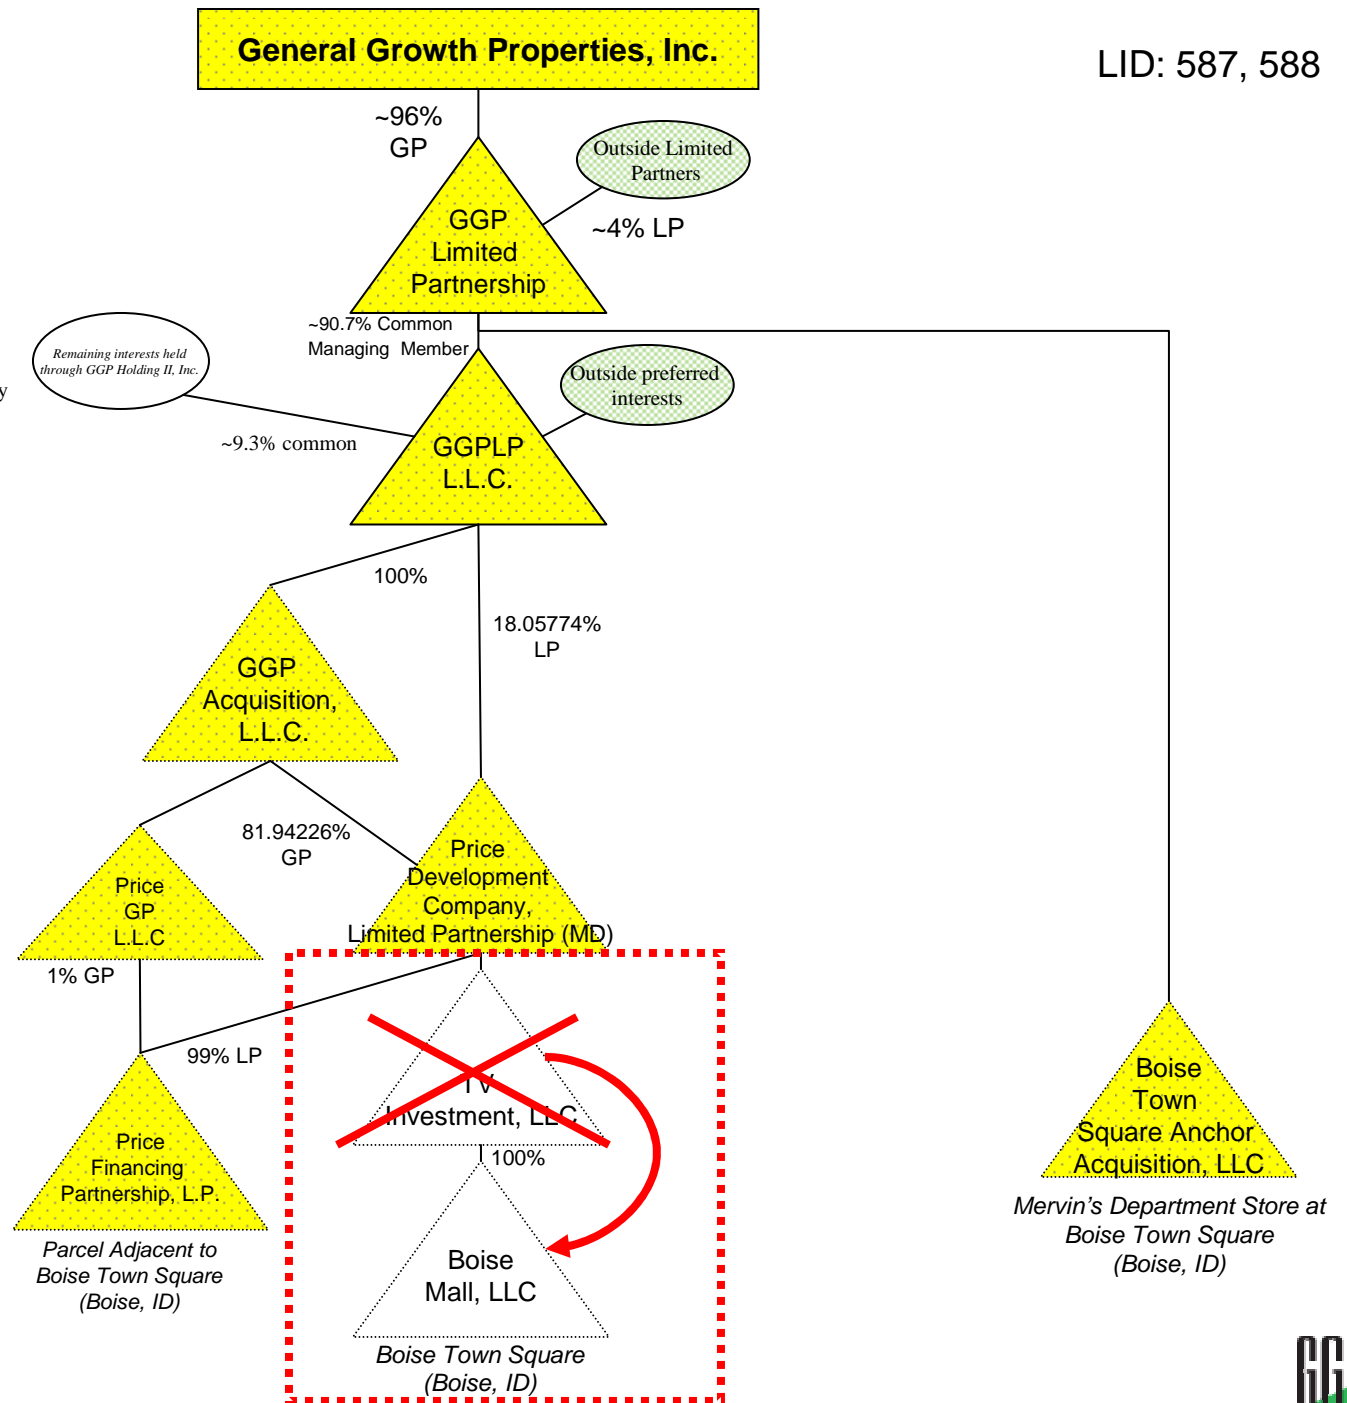 General Growth Properties, Inc.
LID: 587, 588
~96%
GP
Outside Limited
Partners
~4% LP
GGP
Limited
Partnership
~90.7% Common
Managing Member
Remaining interests held
through GGP Holding II, Inc.
y
~9.3% common
Outside preferred
interests
GGPLP
L.L.C.
100%
18.05774%
LP
GGP
Acquisition,
L.L.C.
81.94226%
GP
Price
GP
L.L.C
Price
Development
Company,
Limited Partnership (MD)
1% GP
99% LP
TV
Investment, LLC
100%
Price
Financing
Partnership, L.P.
Parcel Adjacent to
Boise Town Square
(Boise, ID)
Boise
Mall, LLC
Boise Town Square
(Boise, ID)
Boise
Town
Square Anchor
Acquisition, LLC
Mervin's Department Store at
Boise Town Square
(Boise, ID)
GG